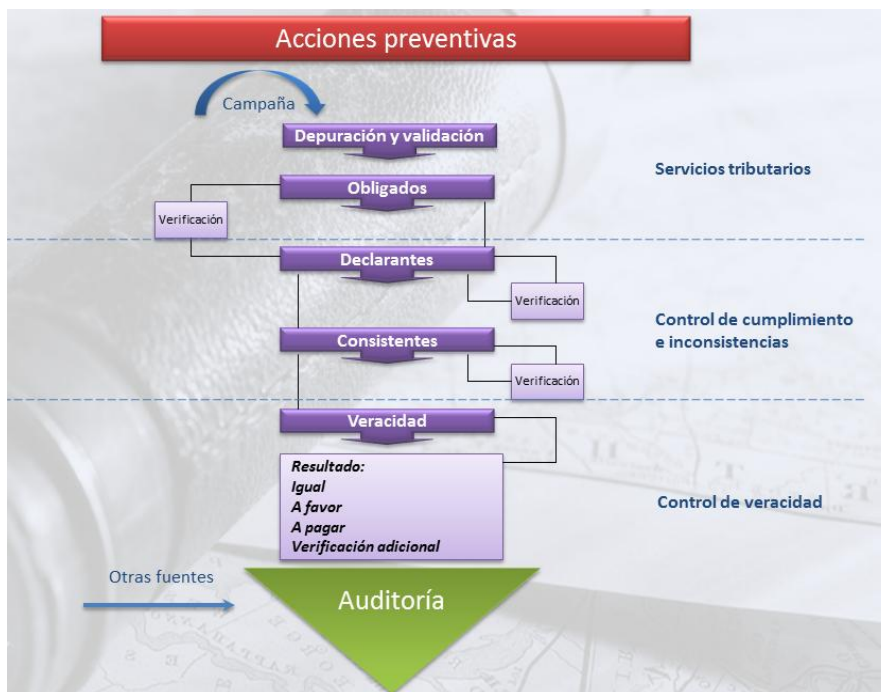 Acciones preventivas
Campaña
Depuración y validación
Servicios tributarios
Obligados
Verificación
Declarantes
Verificación
Control de cumplimiento
e inconsistencias
Consistentes
Verificación
Veracidad
Resultado:
Igual
A favor
A pagar
Verificación adicional
Control de veracidad
Otras fuentes
Auditoría